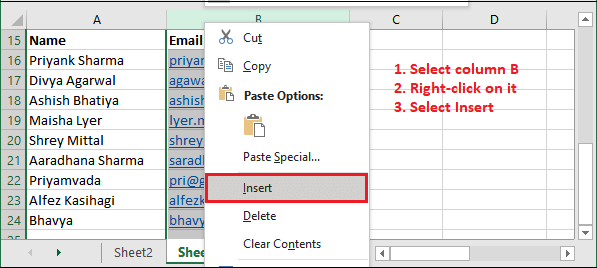 A B C D
15 Name Email
16 Priyank Sharma priyan
17 Divya Agarwal agawa
18 Ashish Bhatiya ashish
19 Maisha Lyer lyer.n
20 Shrey Mittal shrey
21 Aaradhana Sharma saradh
22 Priyamvada pri@g
23 Alfez Kasihagi alfezk
24 Bhavya bhavy
Cut
Copy
Paste Options:
Paste Special...
Insert
Delete
Clear Contents
1. Select column B
2. Right-click on it
3. Select Insert
Sheet2 Shee